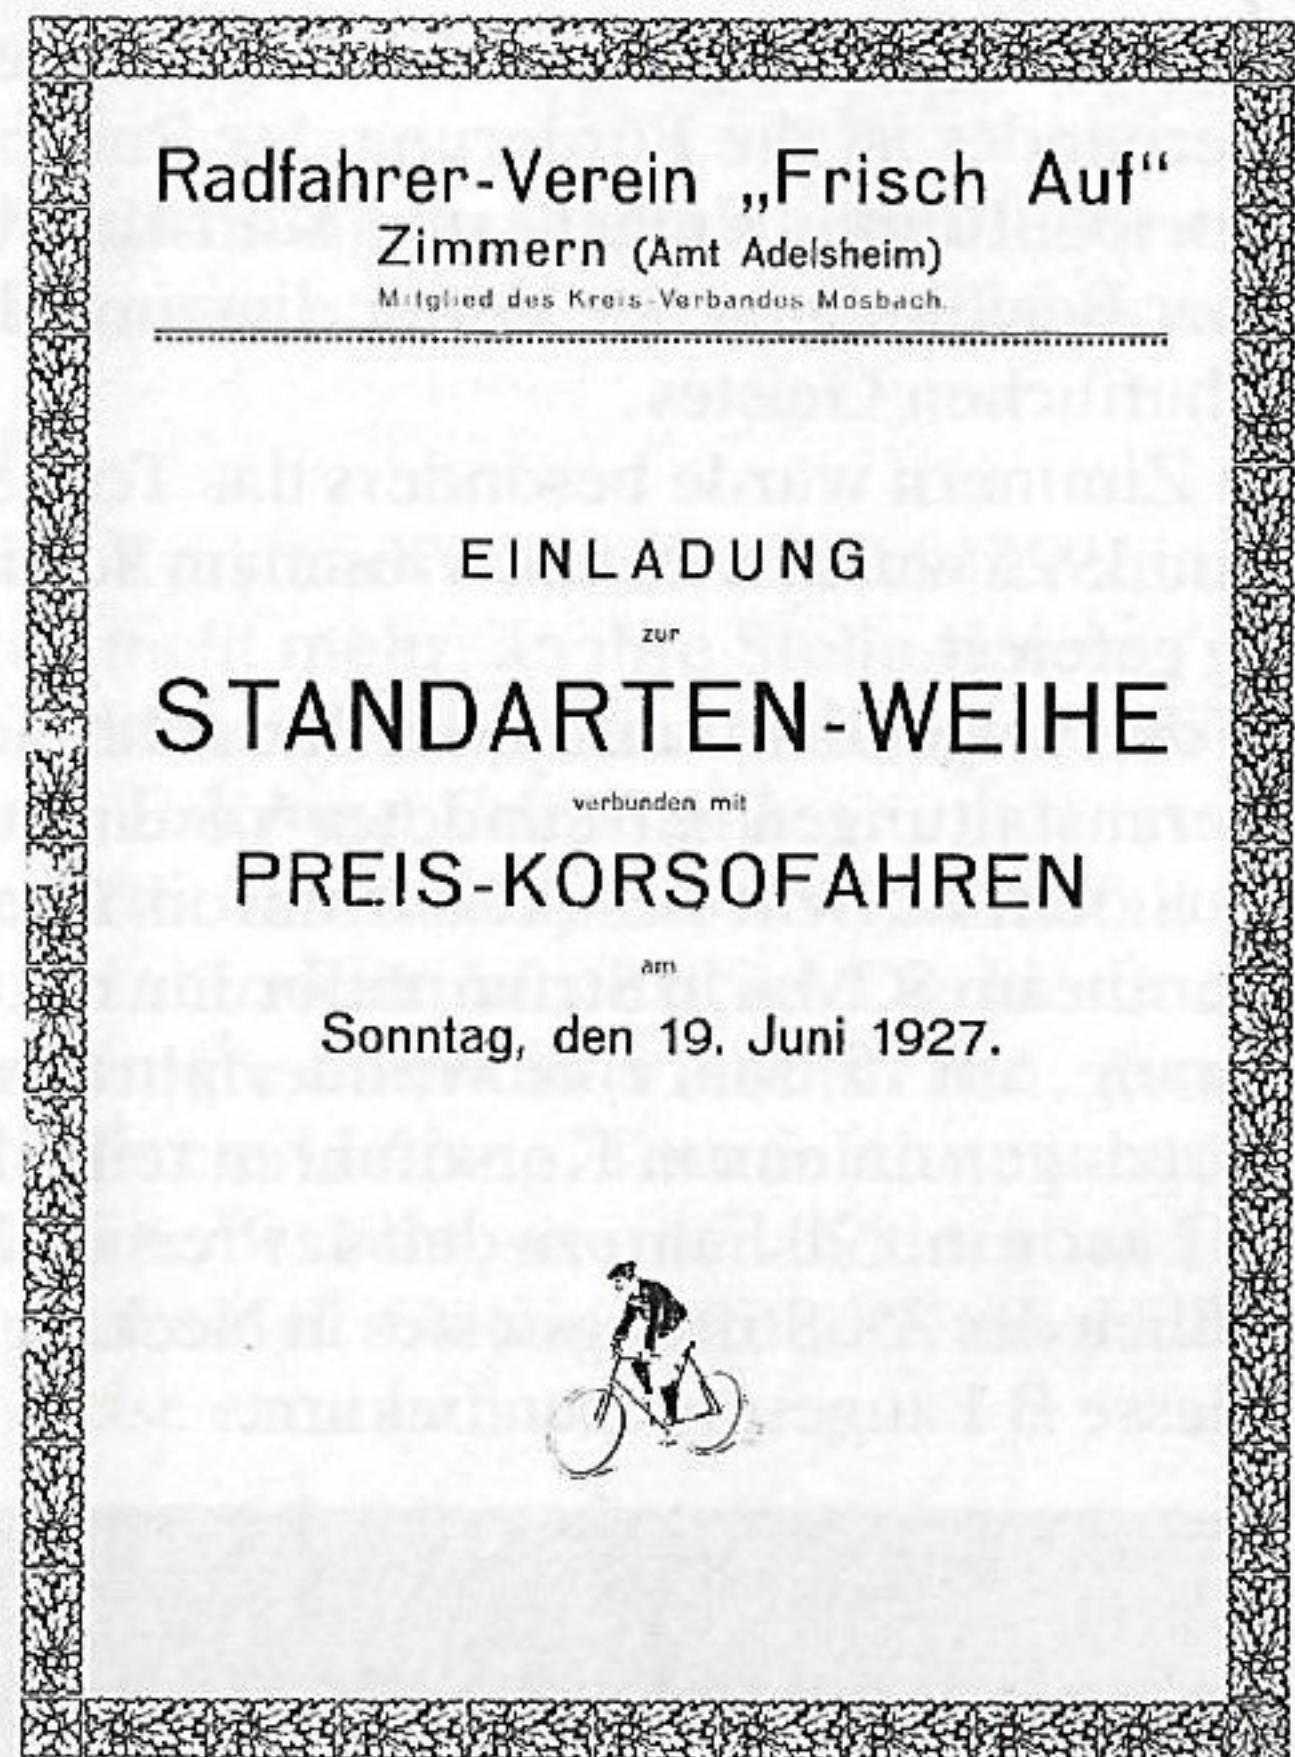 Radfahrer-Verein „Frisch Auf“
Zimmern (Amt Adelsheim)
Mitglied des Kreis-Verbandes Mosbach.
EINLADUNG
zur
STANDARTEN-WEIHE
verbunden mit
PREIS-KORSOFAHREN
am
Sonntag, den 19. Juni 1927.